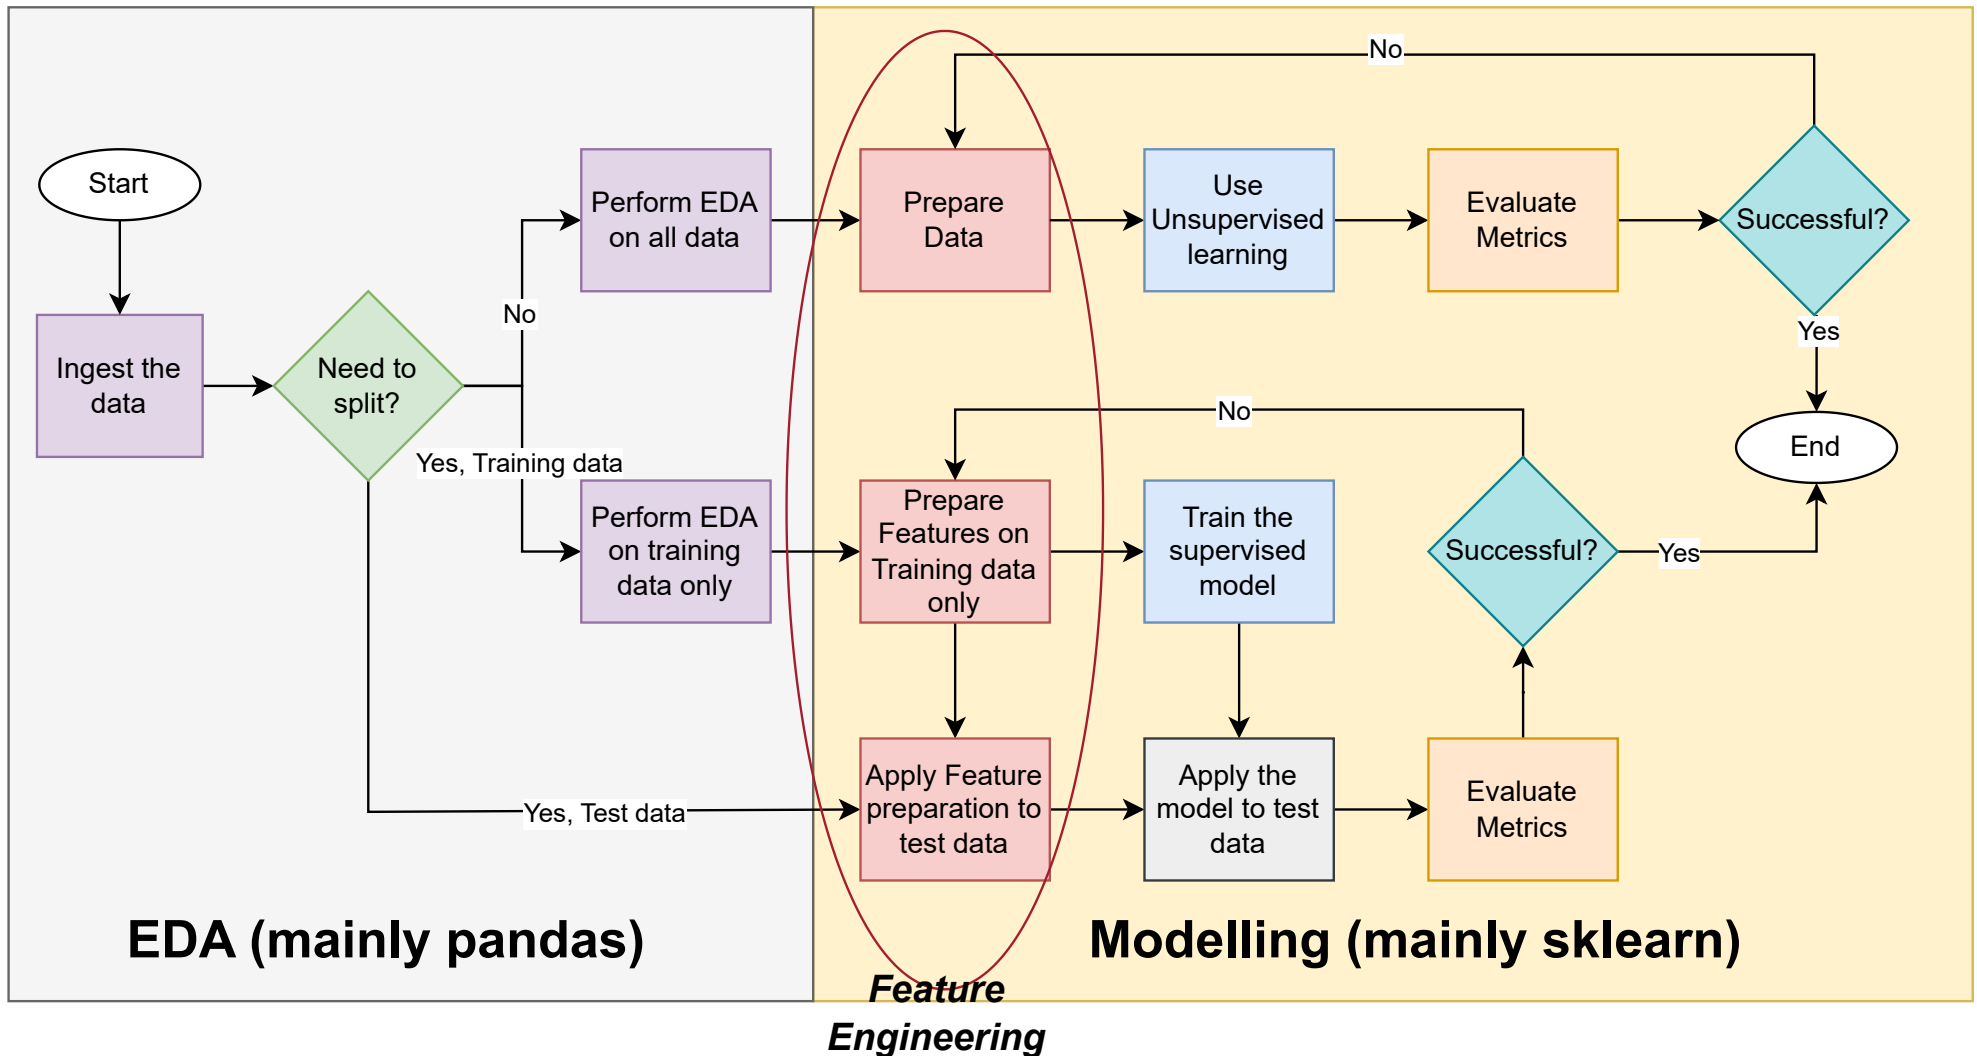 No
Start
Perform EDA
on all data
Prepare
Data
Use
Unsupervised
learning
Evaluate
Metrics
Successful?
No
Yes
Ingest the
data
Need to
split?
No
End
Yes, Training data
Perform EDA
on training
data only
Prepare
Features on
Training data
only
Train the
supervised
model
Successful?
Yes
Apply Feature
preparation to
test data
Apply the
model to test
data
Evaluate
Metrics
Yes, Test data
EDA (mainly pandas)
Modelling (mainly sklearn)
Feature
Engineering